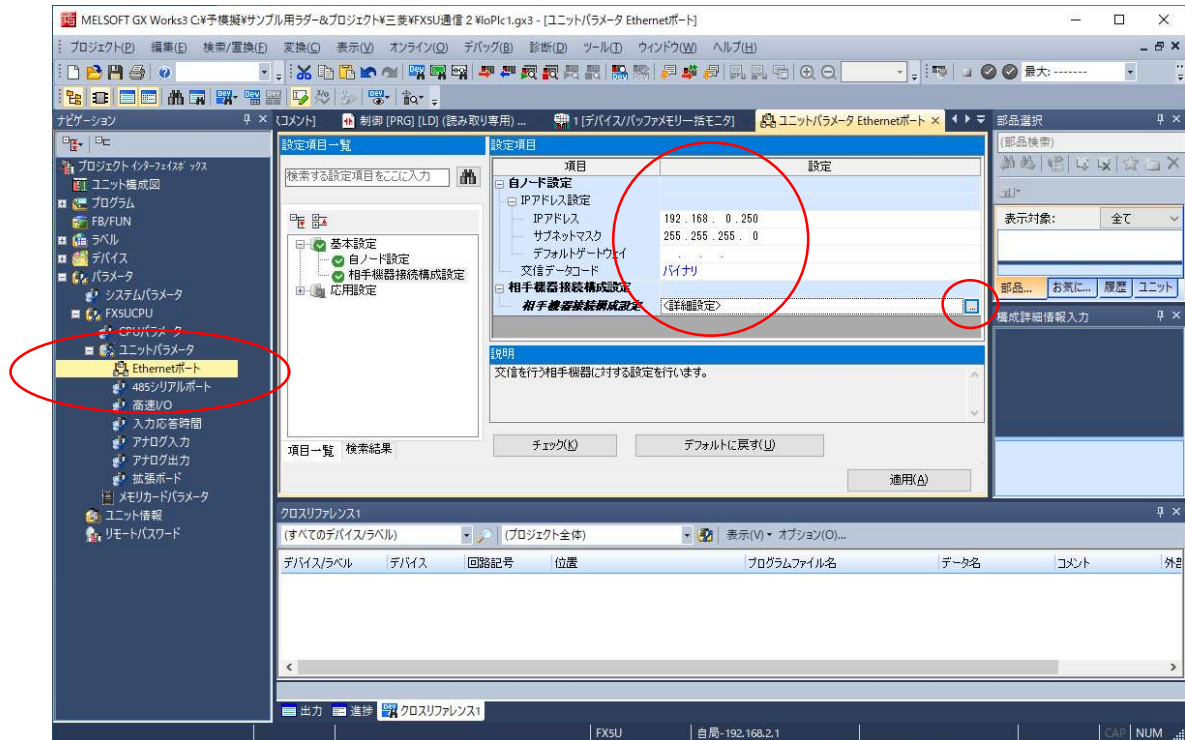 MELSOFT GX Works3 C:¥予模擬¥サンプル用ラダー&プロジェクト¥三菱¥FX5U通信２¥IoPlc1.gx3 - [ユニットパラメータ Ethernetポート]
プロジェクト(P) 編集(E) 検索/置換(F) 変換(C) 表示(V) オンライン(O) デバッグ(B) 診断(D) ツール(T) ウィンドウ(W) ヘルプ(H)
最大: -------
ナビゲーション
プロジェクト インターフェイスボックス
ユニット構成図
プログラム
FB/FUN
ラベル
デバイス
パラメータ
システムパラメータ
FX5UCPU
CPUパラメータ
ユニットパラメータ
Ethernetポート
485シリアルポート
高速I/O
入力応答時間
アナログ入力
アナログ出力
拡張ボード
メモリカードパラメータ
ユニット情報
リモートパスワード
(コメント] 制御 [PRG] [LD] (読み取り専用) ... 1 [デバイス/バッファメモリ一括モニタ] ユニットパラメータ Ethernetポート
設定項目一覧
検索する設定項目をここに入力
基本設定
自ノード設定
相手機器接続構成設定
応用設定
項目一覧 検索結果
設定項目
項目 設定
自ノード設定
IPアドレス設定
IPアドレス 192 . 168 . 0 . 250
サブネットマスク 255 . 255 . 255 . 0
デフォルトゲートウェイ . . .
交信データコード バイナリ
相手機器接続構成設定
相手機器接続構成設定 <詳細設定> ...
説明
交信を行う相手機器に対する設定を行います。
チェック(K) デフォルトに戻す(U)
適用(A)
部品選択
(部品検索)
表示対象: 全て
部品... お気に... 履歴 ユニット
構成詳細情報入力
クロスリファレンス1
(すべてのデバイス/ラベル) (プロジェクト全体) 表示(V) オプション(O)...
デバイス/ラベル デバイス 回路記号 位置 プログラムファイル名 データ名 コメント 外部
出力 進捗 クロスリファレンス1
FX5U 自局-192.168.2.1 CAP NUM